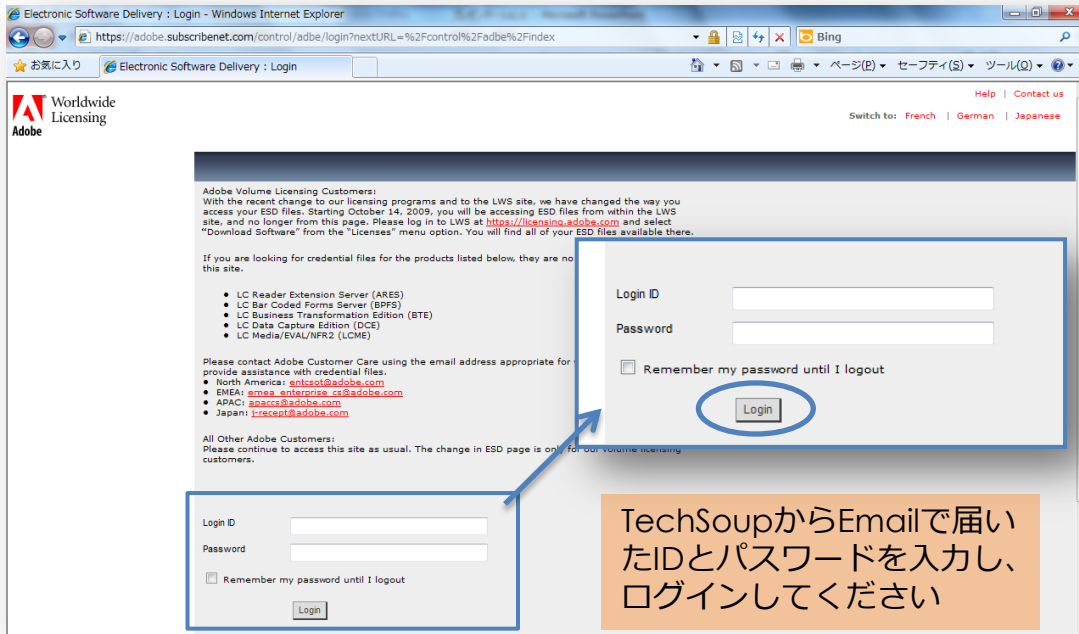 Electronic Software Delivery : Login - Windows Internet Explorer
https://adobe.subscribenet.com/control/adbe/login?nextURL=%2Fcontrol%2Fadbe%2Findex
Bing
お気に入り
Electronic Software Delivery : Login
ページ(P) セーフティ(S) ツール(O)
Worldwide
Licensing
Adobe
Help | Contact us
Switch to: French | German | Japanese
Adobe Volume Licensing Customers:
With the recent change to our licensing programs and to the LWS site, we have changed the way you
access your ESD files. Starting October 14, 2009, you will be accessing ESD files from within the LWS
site, and no longer from this page. Please log in to LWS at https://licensing.adobe.com and select
"Download Software" from the "Licenses" menu option. You will find all of your ESD files available there.
If you are looking for credential files for the products listed below, they are no
this site.
• LC Reader Extension Server (ARES)
• LC Bar Coded Forms Server (BPFS)
• LC Business Transformation Edition (BTE)
• LC Data Capture Edition (DCE)
• LC Media/EVAL/NFR2 (LCME)
Please contact Adobe Customer Care using the email address appropriate for
provide assistance with credential files.
• North America: entcsot@adobe.com
• EMEA: emea_enterprise_cs@adobe.com
• APAC: apaccs@adobe.com
• Japan: j-recept@adobe.com
All Other Adobe Customers:
Please continue to access this site as usual. The change in ESD page is only for our volume licensing
customers.
Login ID
Password
Remember my password until I logout
Login
Login ID
Password
Remember my password until I logout
Login
TechSoupからEmailで届い
たIDとパスワードを入力し、
ログインしてください